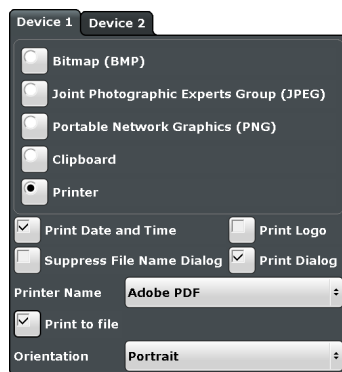 Device 1 Device 2
Bitmap (BMP)
Joint Photographic Experts Group (JPEG)
Portable Network Graphics (PNG)
Clipboard
Printer
Print Date and Time Print Logo
Suppress File Name Dialog Print Dialog
Printer Name Adobe PDF
Print to file
Orientation Portrait